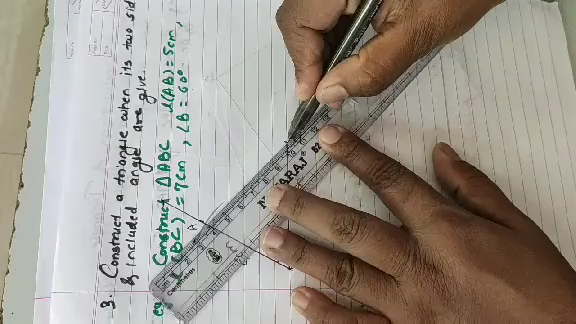 3. Construct a triangle when its two sid
& included angle are give.
eg Construct △ABC l(AB)=5cm,
l(BC) = 7cm, ∠B = 60°